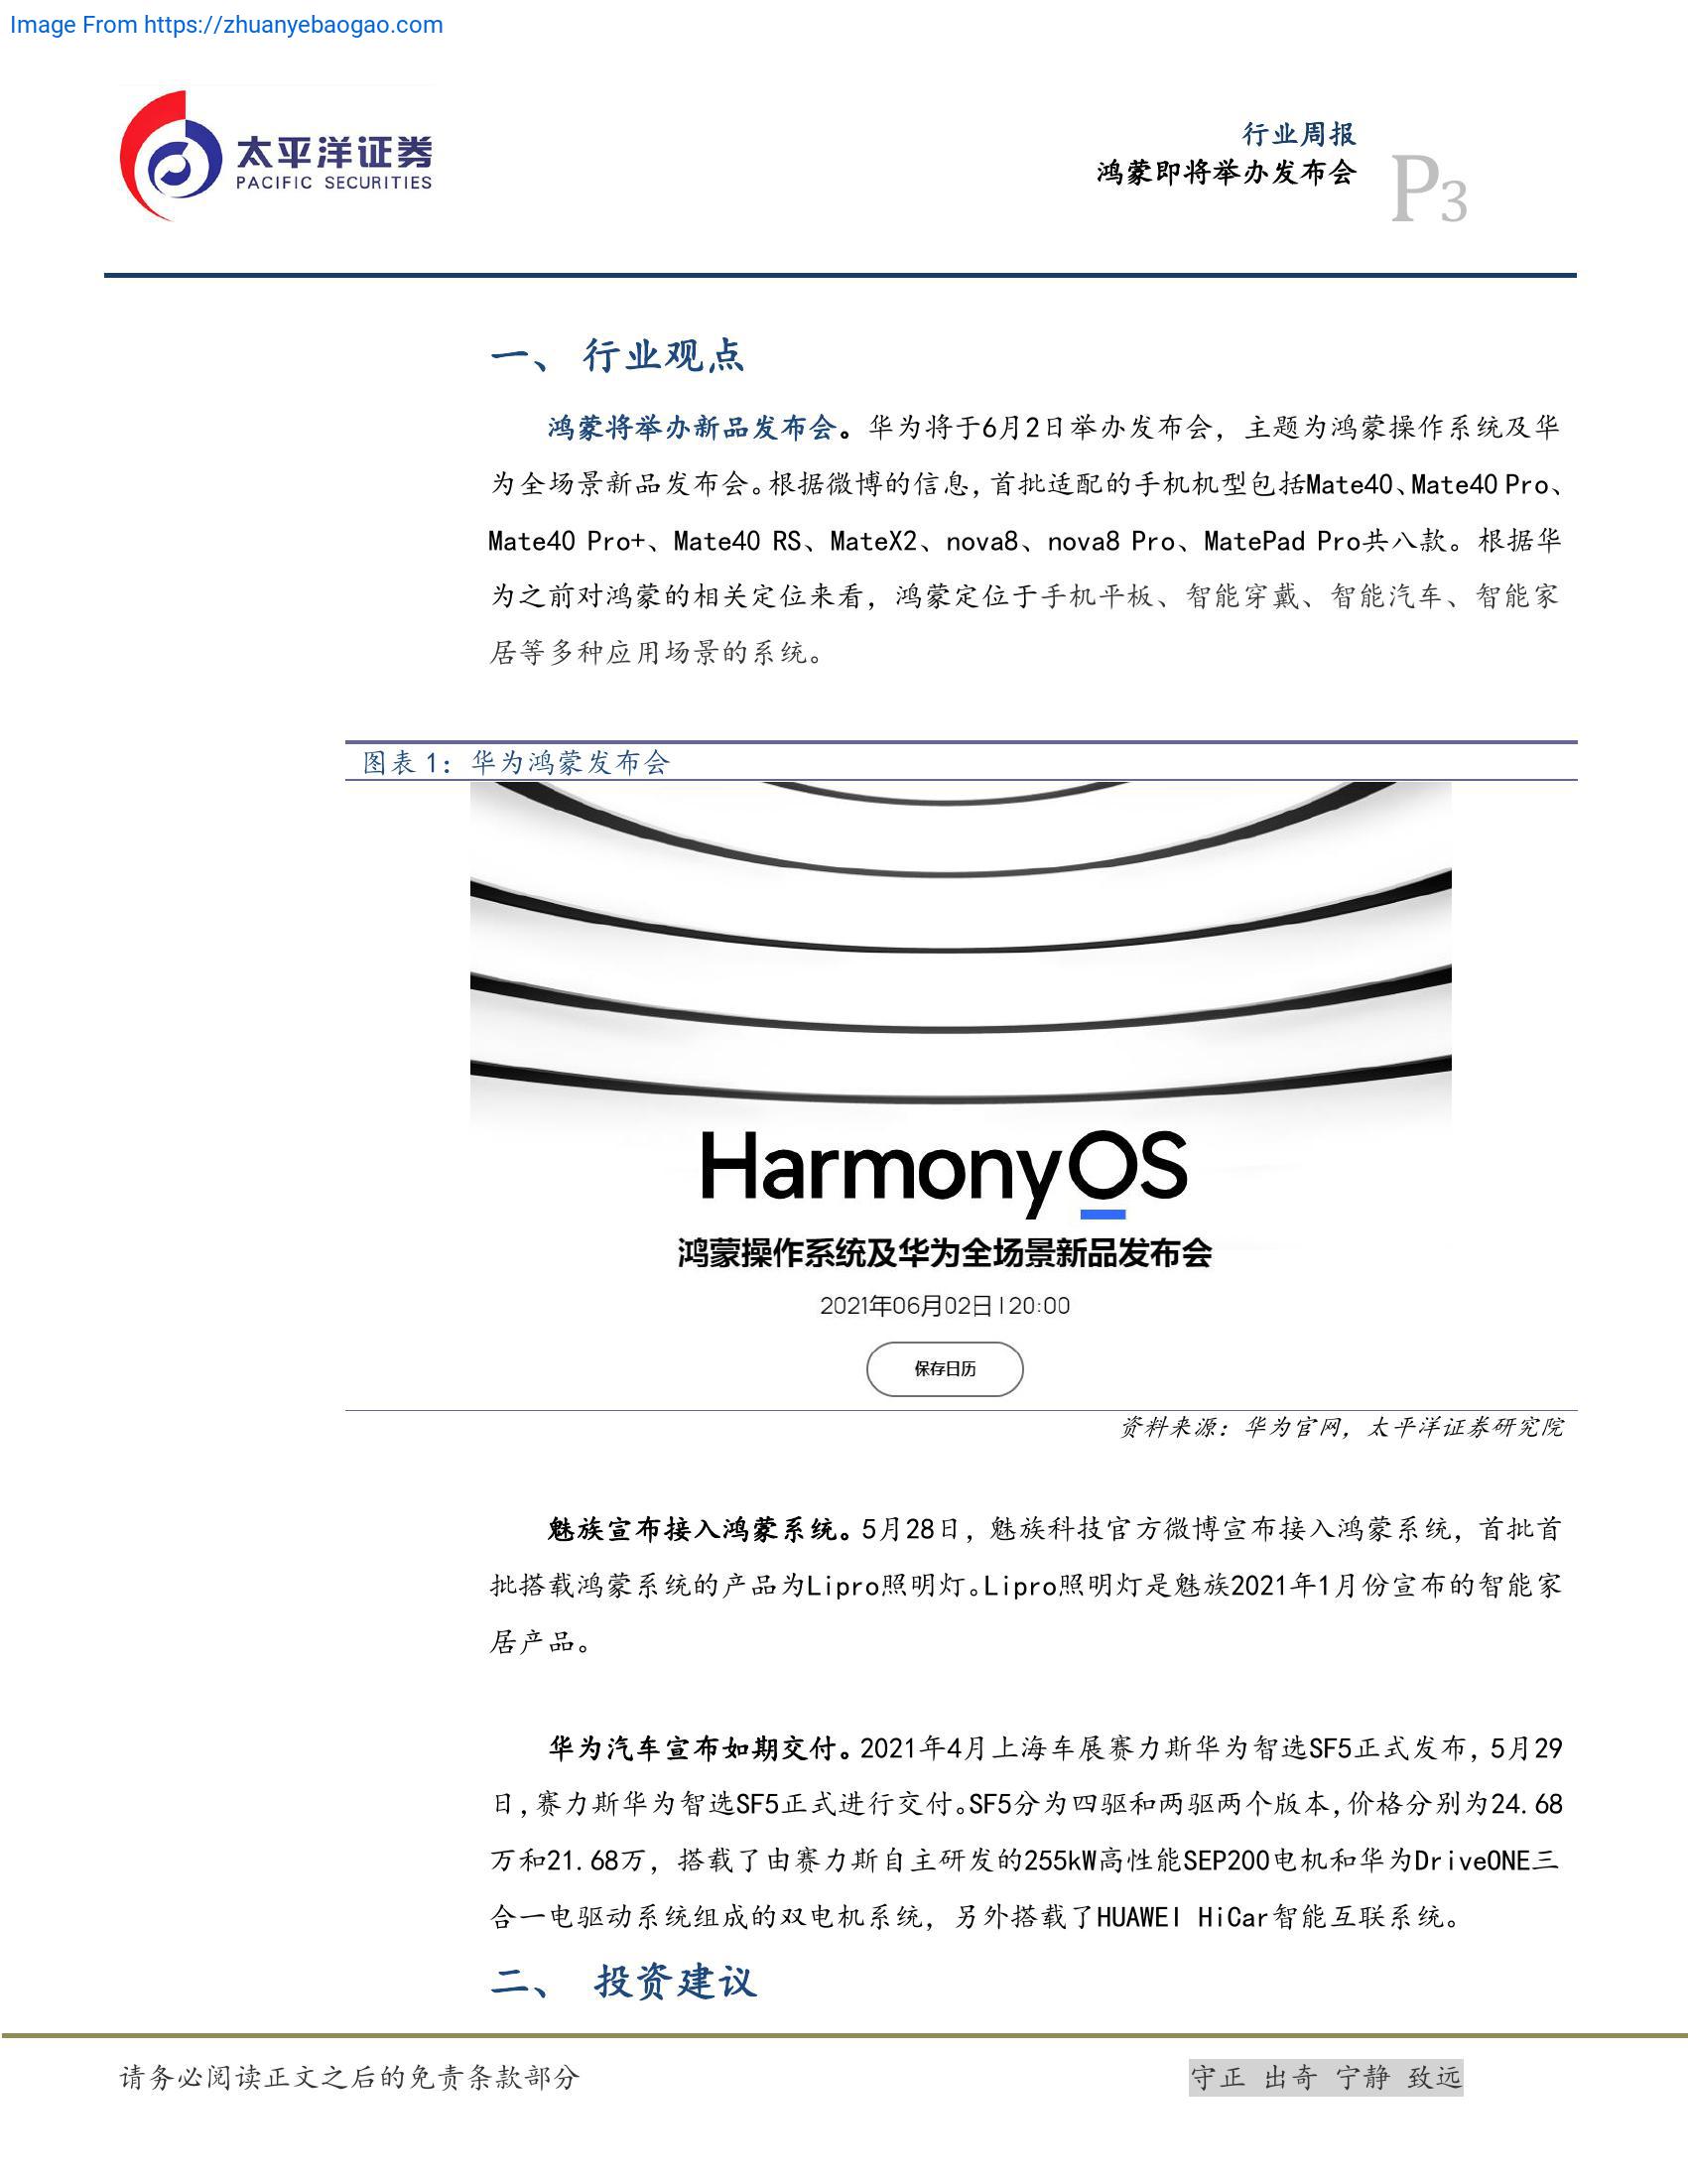 Image From https://zhuanyebaogao.com
太平洋证券
PACIFIC SECURITIES
行业周报
鸿蒙即将举办发布会
P3
一、 行业观点
鸿蒙将举办新品发布会。华为将于6月2日举办发布会，主题为鸿蒙操作系统及华
为全场景新品发布会。根据微博的信息，首批适配的手机机型包括Mate40、Mate40 Pro、
Mate40 Pro+、Mate40 RS、MateX2、nova8、nova8 Pro、MatePad Pro共八款。根据华
为之前对鸿蒙的相关定位来看，鸿蒙定位于手机平板、智能穿戴、智能汽车、智能家
居等多种应用场景的系统。
图表 1：华为鸿蒙发布会
HarmonyOS
鸿蒙操作系统及华为全场景新品发布会
2021年06月02日 | 20:00
保存日历
资料来源：华为官网，太平洋证券研究院
魅族宣布接入鸿蒙系统。5月28日，魅族科技官方微博宣布接入鸿蒙系统，首批首
批搭载鸿蒙系统的产品为Lipro照明灯。Lipro照明灯是魅族2021年1月份宣布的智能家
居产品。
华为汽车宣布如期交付。2021年4月上海车展赛力斯华为智选SF5正式发布，5月29
日，赛力斯华为智选SF5正式进行交付。SF5分为四驱和两驱两个版本，价格分别为24.68
万和21.68万，搭载了由赛力斯自主研发的255kW高性能SEP200电机和华为DriveONE三
合一电驱动系统组成的双电机系统，另外搭载了HUAWEI HiCar智能互联系统。
二、 投资建议
请务必阅读正文之后的免责条款部分
守正 出奇 宁静 致远